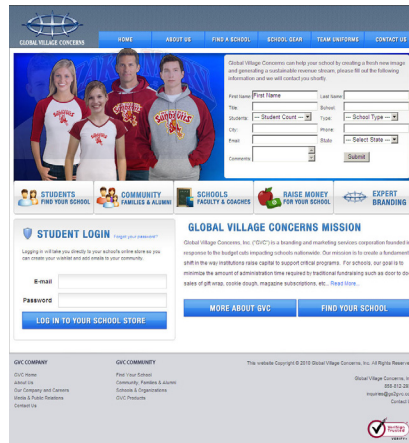 GLOBAL VILLAGE CONCERNS
HOME ABOUT US FIND A SCHOOL SCHOOL GEAR TEAM UNIFORMS CONTACT US
Global Village Concerns can help your school by creating a fresh new image
and generating a sustainable revenue stream, please fill out the following
information and we will contact you shortly.
First Name: First Name Last Name:
Title: School:
Students: --- Student Count --- Type: --- School Type ---
City: Phone:
Email: State: --- Select State ---
Comments: Submit
STUDENTS
FIND YOUR SCHOOL
COMMUNITY
FAMILIES & ALUMNI
SCHOOLS
FACULTY & COACHES
RAISE MONEY
FOR YOUR SCHOOL
EXPERT
BRANDING
STUDENT LOGIN Forgot your password?
Logging in will take you directly to your school's online store so you
can create your wishlist and add emails to your community.
E-mail
Password
LOG IN TO YOUR SCHOOL STORE
GLOBAL VILLAGE CONCERNS MISSION
Global Village Concerns, Inc. ("GVC") is a branding and marketing services corporation founded in
response to the budget cuts impacting schools nationwide. Our mission is to create a fundamental
shift in the way institutions raise capital to support critical programs. For schools, our goal is to
minimize the amount of administration time required by traditional fundraising such as door to doo
sales of gift wrap, cookie dough, magazine subscriptions, etc... Read More...
MORE ABOUT GVC FIND YOUR SCHOOL
GVC COMPANY
GVC Home
About Us
Our Company and Careers
Media & Public Relations
Contact Us
GVC COMMUNITY
Find Your School
Community, Families & Alumni
Schools & Organizations
GVC Products
This website Copyright © 2010 Global Village Concerns, Inc. All Rights Reserve
Global Village Concerns, In
Contact